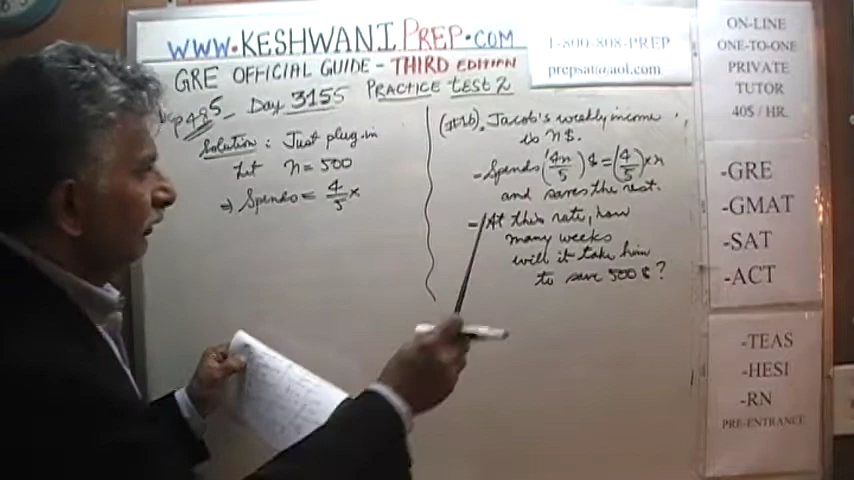 WWW.KESHWANIPREP.COM
1-800-808-PREP
prepsat@aol.com
GRE OFFICIAL GUIDE - THIRD EDITION
p485 - Day 3155 PRACTICE TEST 2
Solution: Just plug-in
Let n = 500
⇒ Spends = 4/5 ×
(#16). Jacob's weekly income
is n $.
- Spends (4n/5) $ = (4/5) × n
and saves the rest.
- At this rate, how
many weeks
will it take him
to save 500 $?
ON-LINE
ONE-TO-ONE
PRIVATE
TUTOR
40$ / HR.
-GRE
-GMAT
-SAT
-ACT
-TEAS
-HESI
-RN
PRE-ENTRANCE